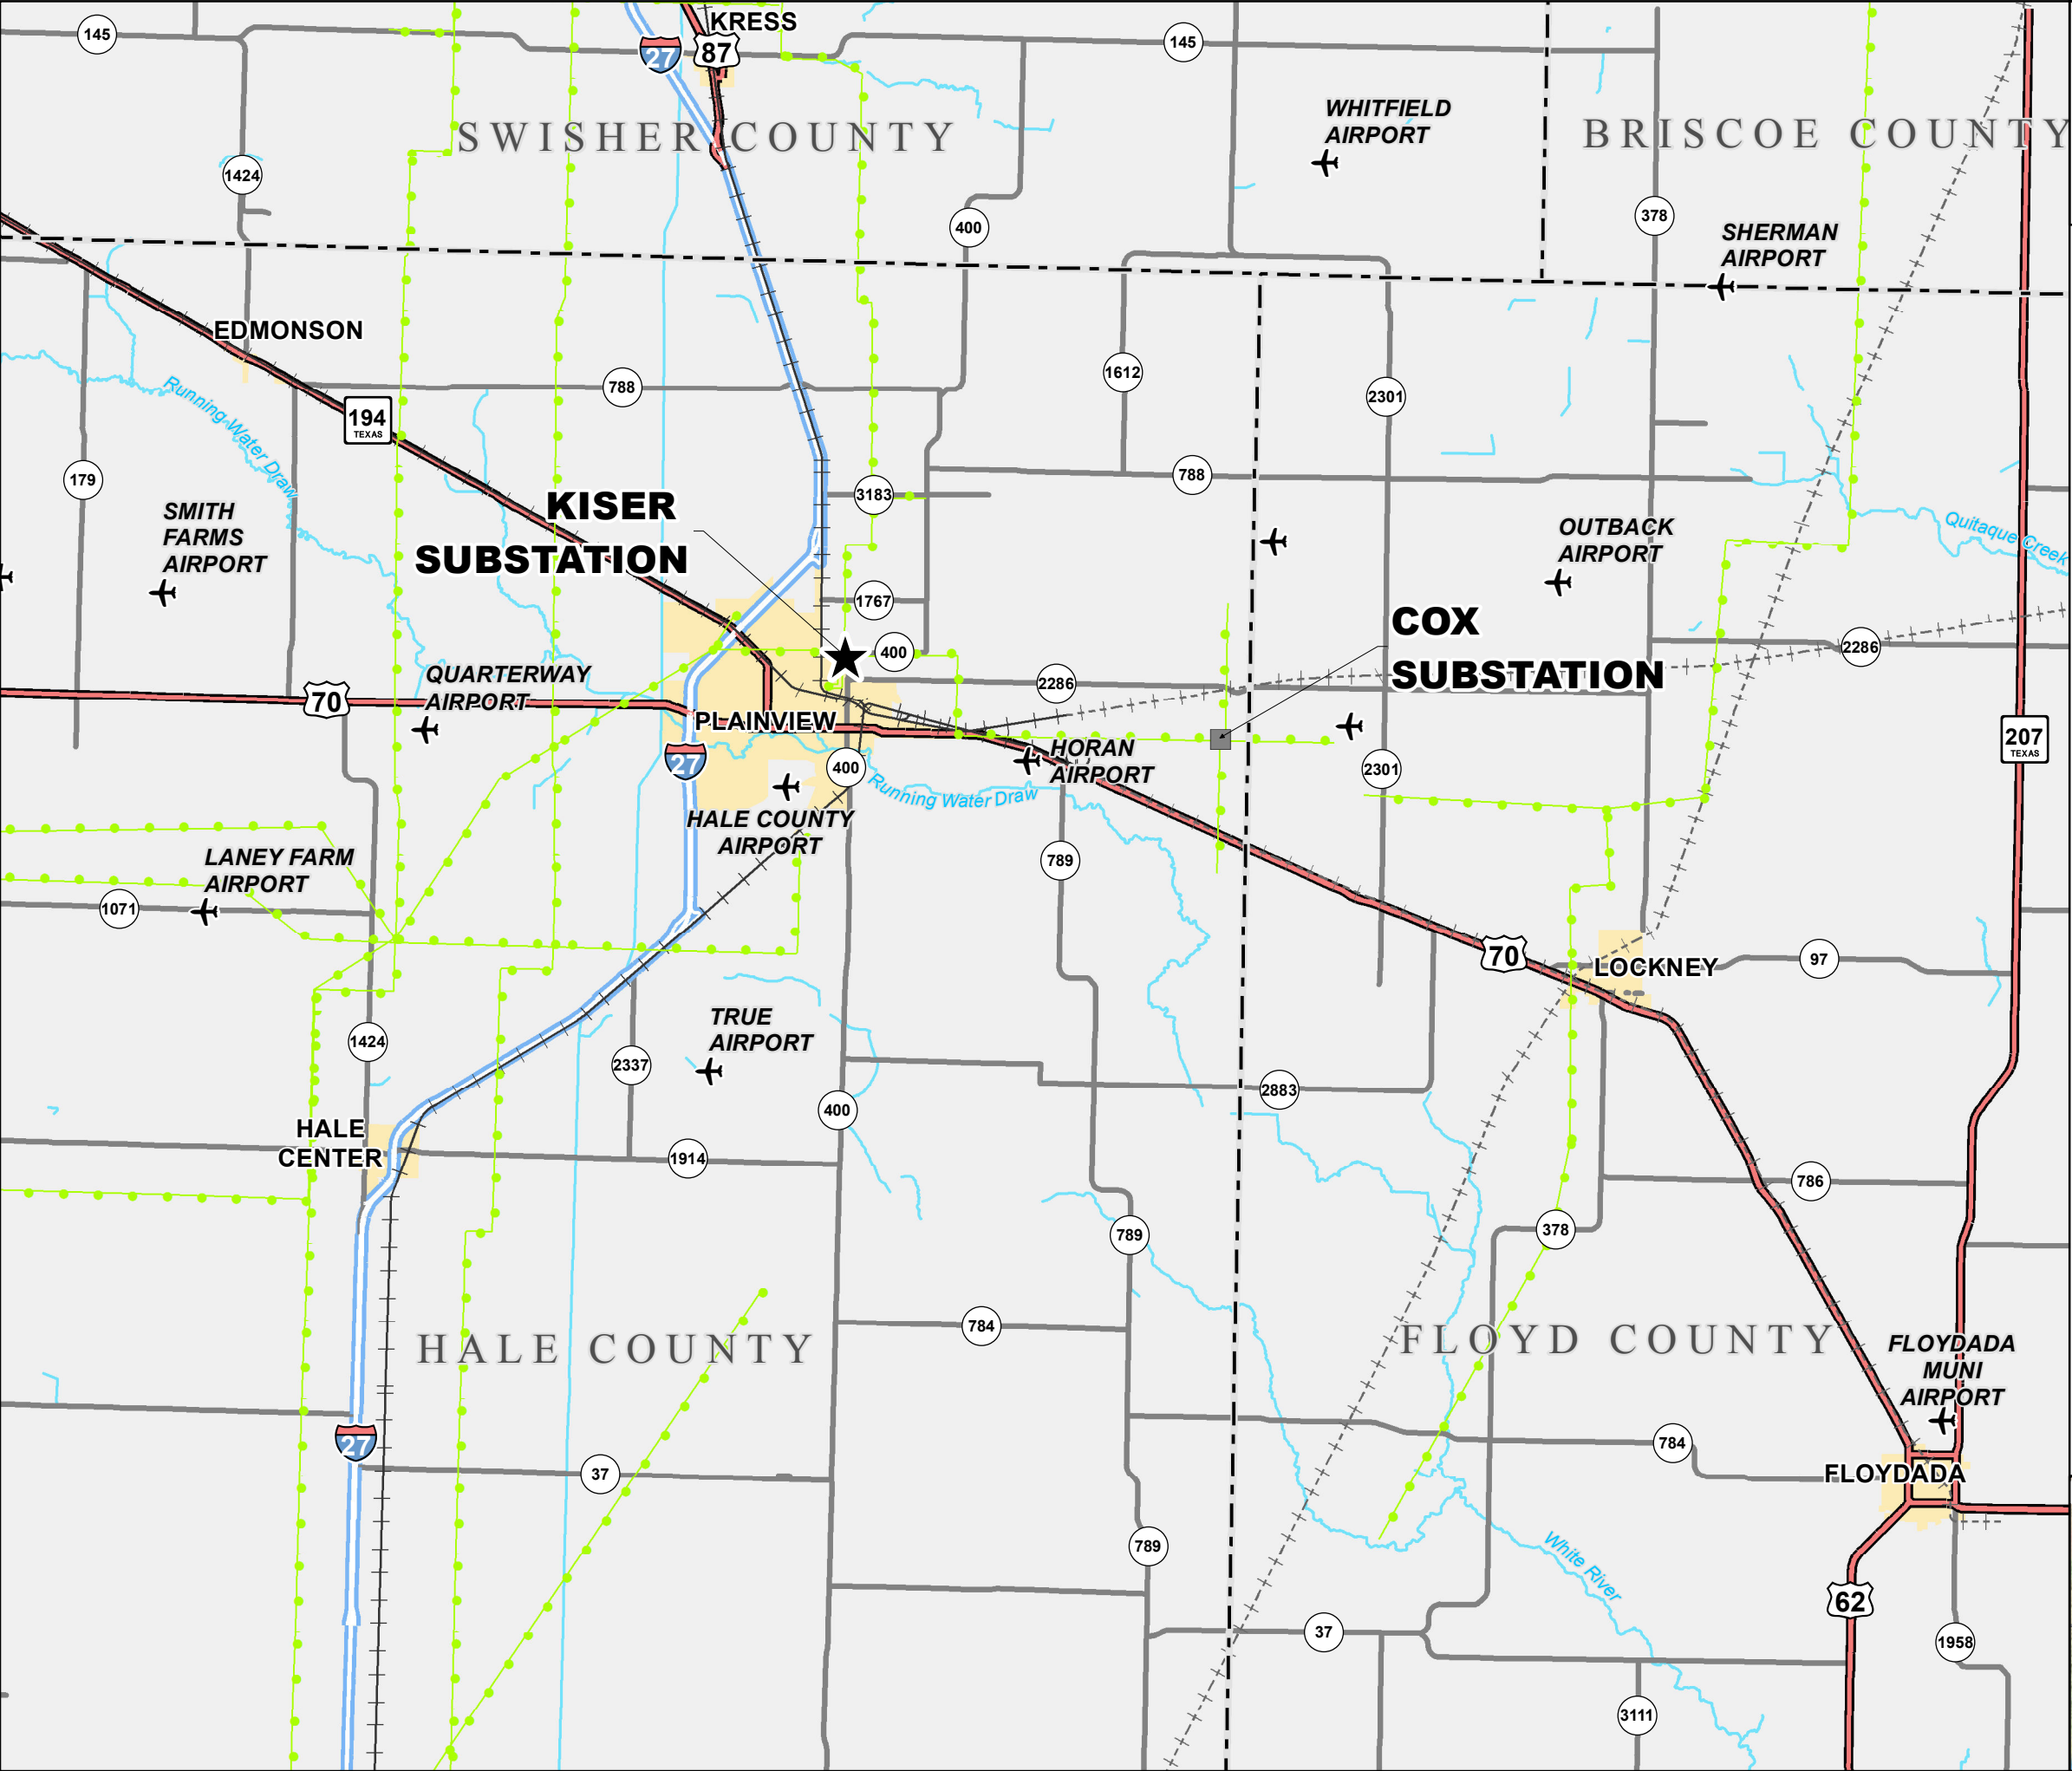 KRESS
145
27
87
145
WHITFIELD
AIRPORT
SWISHER COUNTY
BRISCOE COUNTY
1424
378
400
SHERMAN
AIRPORT
EDMONSON
1612
788
2301
194
TEXAS
Running Water Draw
179
788
3183
KISER
SUBSTATION
SMITH
FARMS
AIRPORT
OUTBACK
AIRPORT
Quitaque Creek
1767
COX
SUBSTATION
400
2286
2286
QUARTERWAY
AIRPORT
70
PLAINVIEW
207
TEXAS
HORAN
AIRPORT
27
400
2301
Running Water Draw
HALE COUNTY
AIRPORT
LANEY FARM
AIRPORT
789
1071
70
LOCKNEY
97
TRUE
AIRPORT
1424
2337
2883
400
HALE
CENTER
1914
786
789
378
784
HALE COUNTY
FLOYD COUNTY
FLOYDADA
MUNI
AIRPORT
27
784
37
FLOYDADA
789
White River
62
37
1958
3111